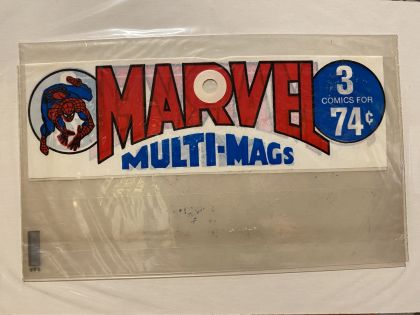 MARVEL
MULTI-MAGS
3
COMICS FOR
74¢